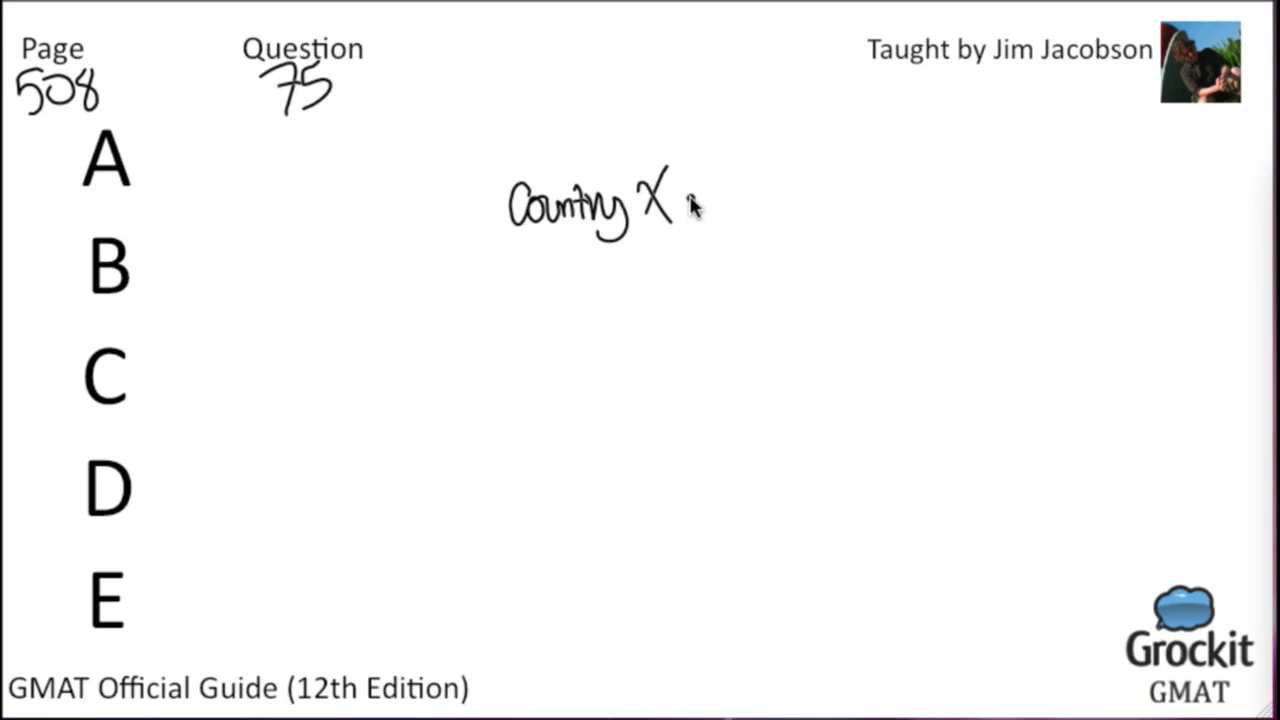 Page Question Taught by Jim Jacobson
508 75
A
Country X
B
C
D
E
Grockit
GMAT
GMAT Official Guide (12th Edition)